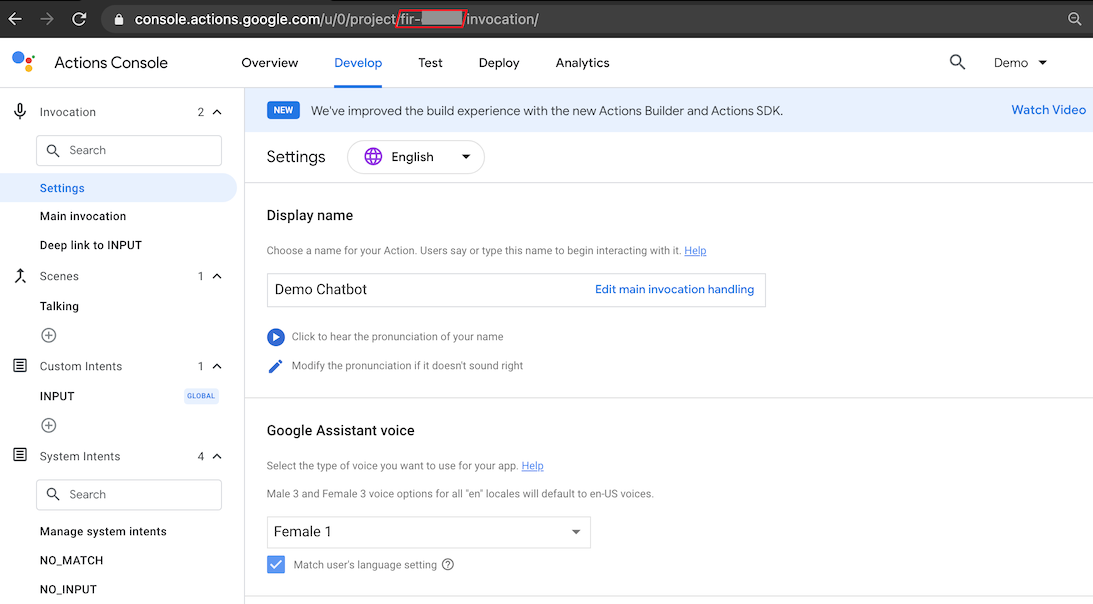 console.actions.google.com/u/0/project/fir- /invocation/
Actions Console
Overview
Develop
Test
Deploy
Analytics
Demo
Invocation 2
Search
Settings
Main invocation
Deep link to INPUT
Scenes 1
Talking
Custom Intents 1
INPUT GLOBAL
System Intents 4
Search
Manage system intents
NO_MATCH
NO_INPUT
NEW We've improved the build experience with the new Actions Builder and Actions SDK. Watch Video
Settings English
Display name
Choose a name for your Action. Users say or type this name to begin interacting with it. Help
Demo Chatbot Edit main invocation handling
Click to hear the pronunciation of your name
Modify the pronunciation if it doesn't sound right
Google Assistant voice
Select the type of voice you want to use for your app. Help
Male 3 and Female 3 voice options for all "en" locales will default to en-US voices.
Female 1
Match user's language setting